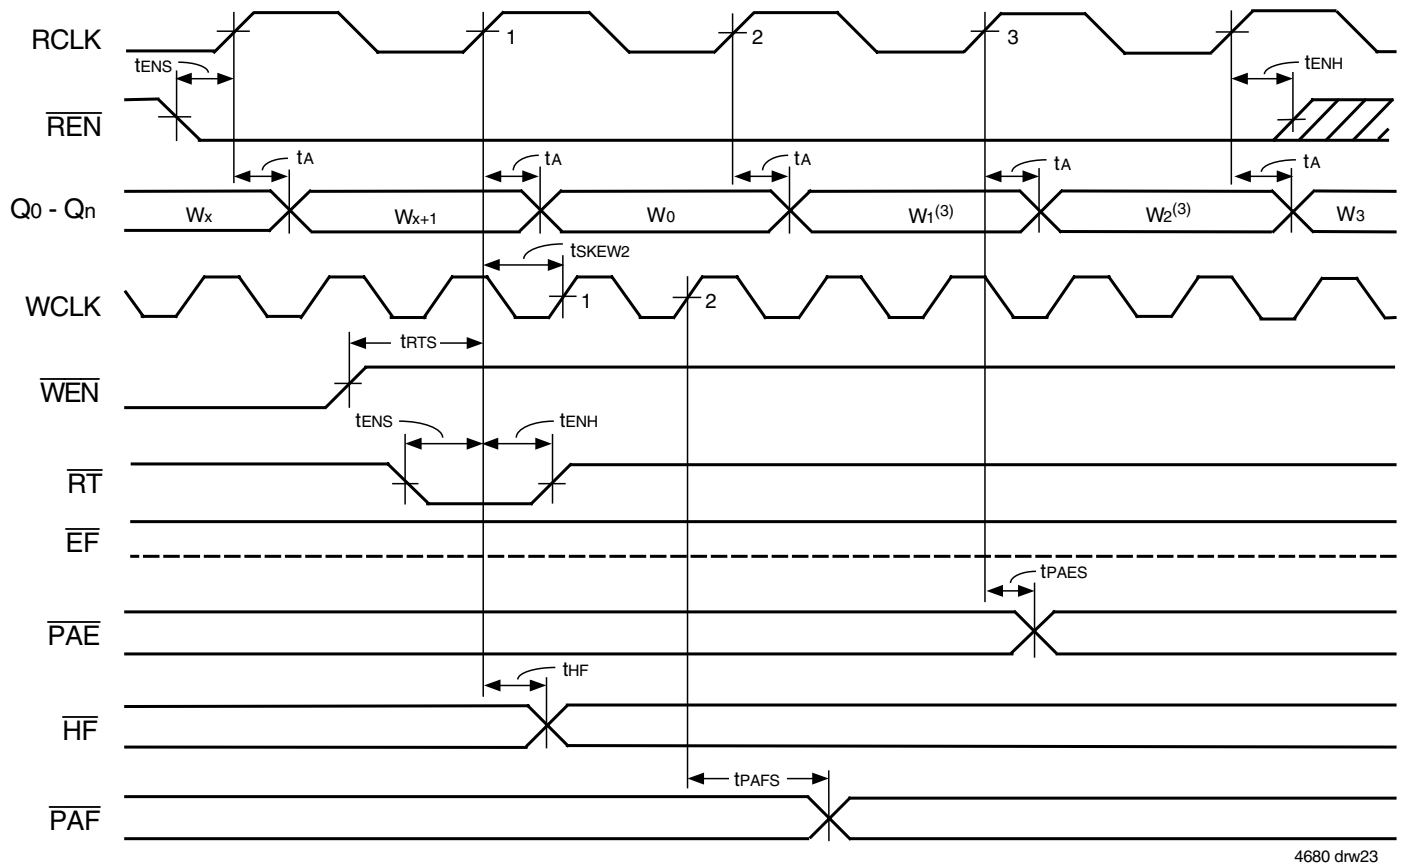 RCLK
1
2
3
tENS
tENH
REN
tA
tA
tA
tA
tA
Q0 - Qn
Wx
Wx+1
W0
W1(3)
W2(3)
W3
tSKEW2
WCLK
1
2
tRTS
WEN
tENS
tENH
RT
EF
tPAES
PAE
tHF
HF
tPAFS
PAF
4680 drw23